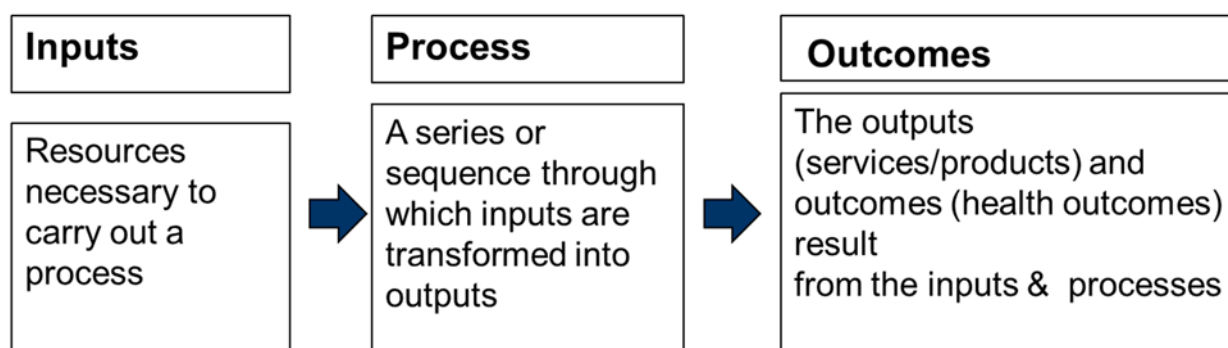 Inputs
Resources
necessary to
carry out a
process
Process
A series or
sequence through
which inputs are
transformed into
outputs
Outcomes
The outputs
(services/products) and
outcomes (health outcomes)
result
from the inputs & processes